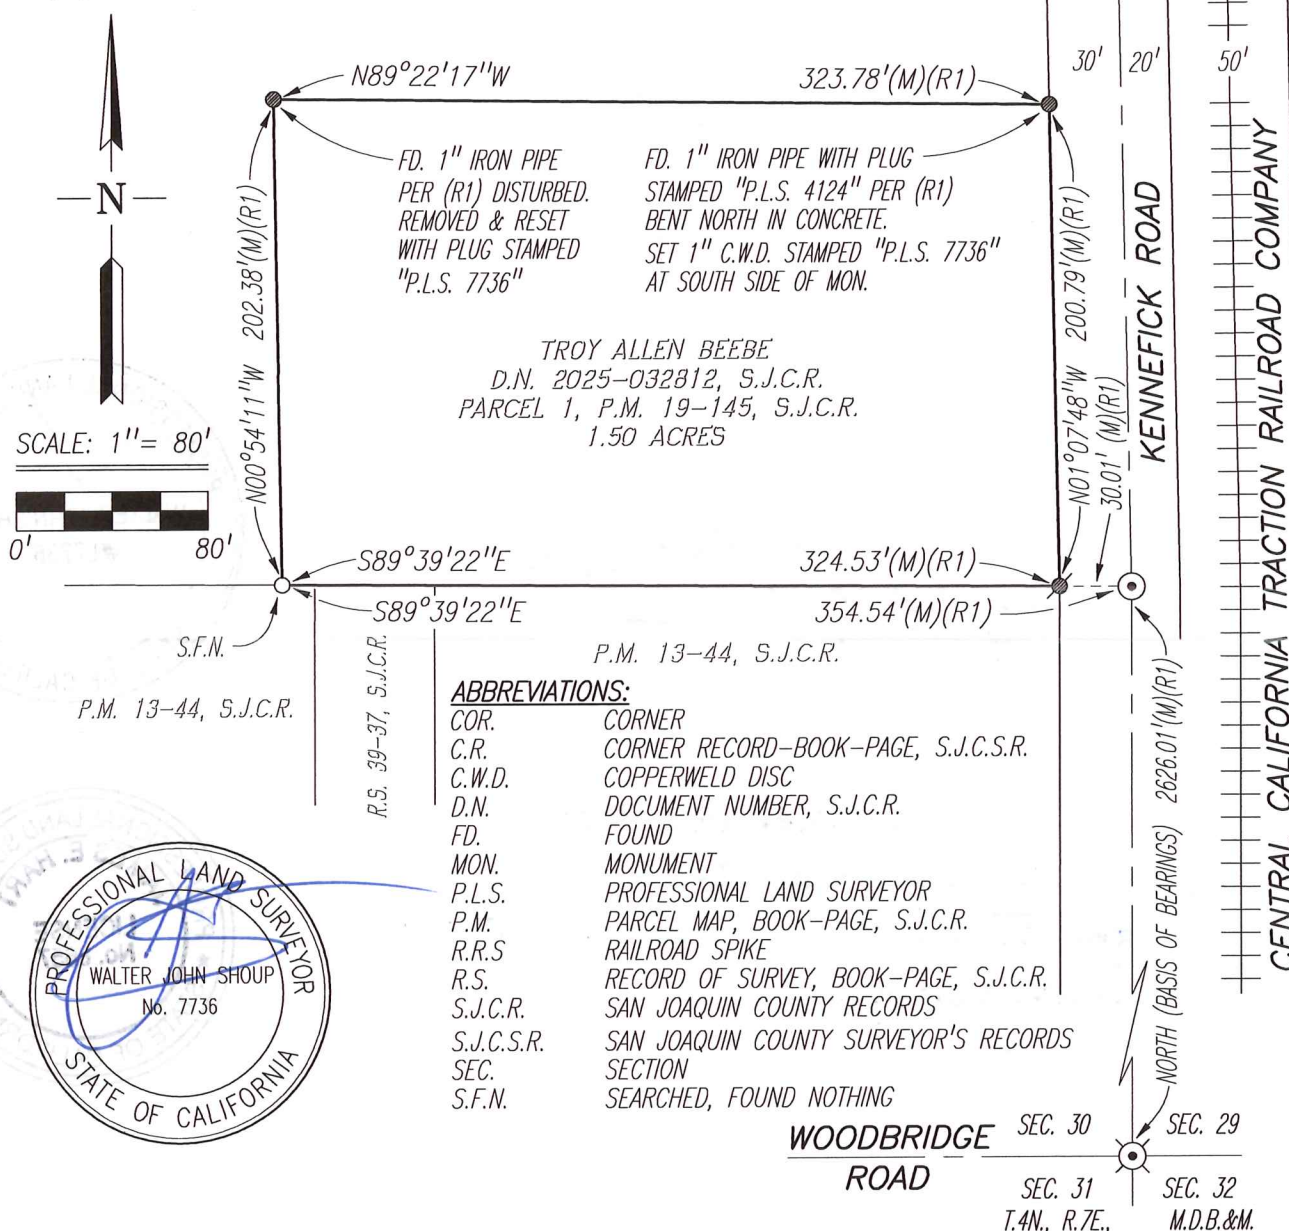 30' 20' 50'
N89°22'17"W 323.78'(M)(R1)
FD. 1" IRON PIPE
PER (R1) DISTURBED.
REMOVED & RESET
WITH PLUG STAMPED
"P.L.S. 7736"
FD. 1" IRON PIPE WITH PLUG
STAMPED "P.L.S. 4124" PER (R1)
BENT NORTH IN CONCRETE.
SET 1" C.W.D. STAMPED "P.L.S. 7736"
AT SOUTH SIDE OF MON.
N
N00°54'11"W 202.38'(M)(R1)
N01°07'48"W 200.79'(M)(R1)
30.01' (M)(R1)
KENNEFICK ROAD
CENTRAL CALIFORNIA TRACTION RAILROAD COMPANY
TROY ALLEN BEEBE
D.N. 2025-032812, S.J.C.R.
PARCEL 1, P.M. 19-145, S.J.C.R.
1.50 ACRES
SCALE: 1"= 80'
0' 80'
S89°39'22"E 324.53'(M)(R1)
S89°39'22"E 354.54'(M)(R1)
S.F.N.
P.M. 13-44, S.J.C.R.
P.M. 13-44, S.J.C.R.
R.S. 39-37, S.J.C.R.
NORTH (BASIS OF BEARINGS) 2626.01'(M)(R1)
ABBREVIATIONS:
COR. CORNER
C.R. CORNER RECORD-BOOK-PAGE, S.J.C.S.R.
C.W.D. COPPERWELD DISC
D.N. DOCUMENT NUMBER, S.J.C.R.
FD. FOUND
MON. MONUMENT
P.L.S. PROFESSIONAL LAND SURVEYOR
P.M. PARCEL MAP, BOOK-PAGE, S.J.C.R.
R.R.S RAILROAD SPIKE
R.S. RECORD OF SURVEY, BOOK-PAGE, S.J.C.R.
S.J.C.R. SAN JOAQUIN COUNTY RECORDS
S.J.C.S.R. SAN JOAQUIN COUNTY SURVEYOR'S RECORDS
SEC. SECTION
S.F.N. SEARCHED, FOUND NOTHING
PROFESSIONAL LAND SURVEYOR
WALTER JOHN SHOUP
No. 7736
STATE OF CALIFORNIA
WOODBRIDGE
ROAD
SEC. 30 SEC. 29
SEC. 31 SEC. 32
T.4N., R.7E., M.D.B.&M.